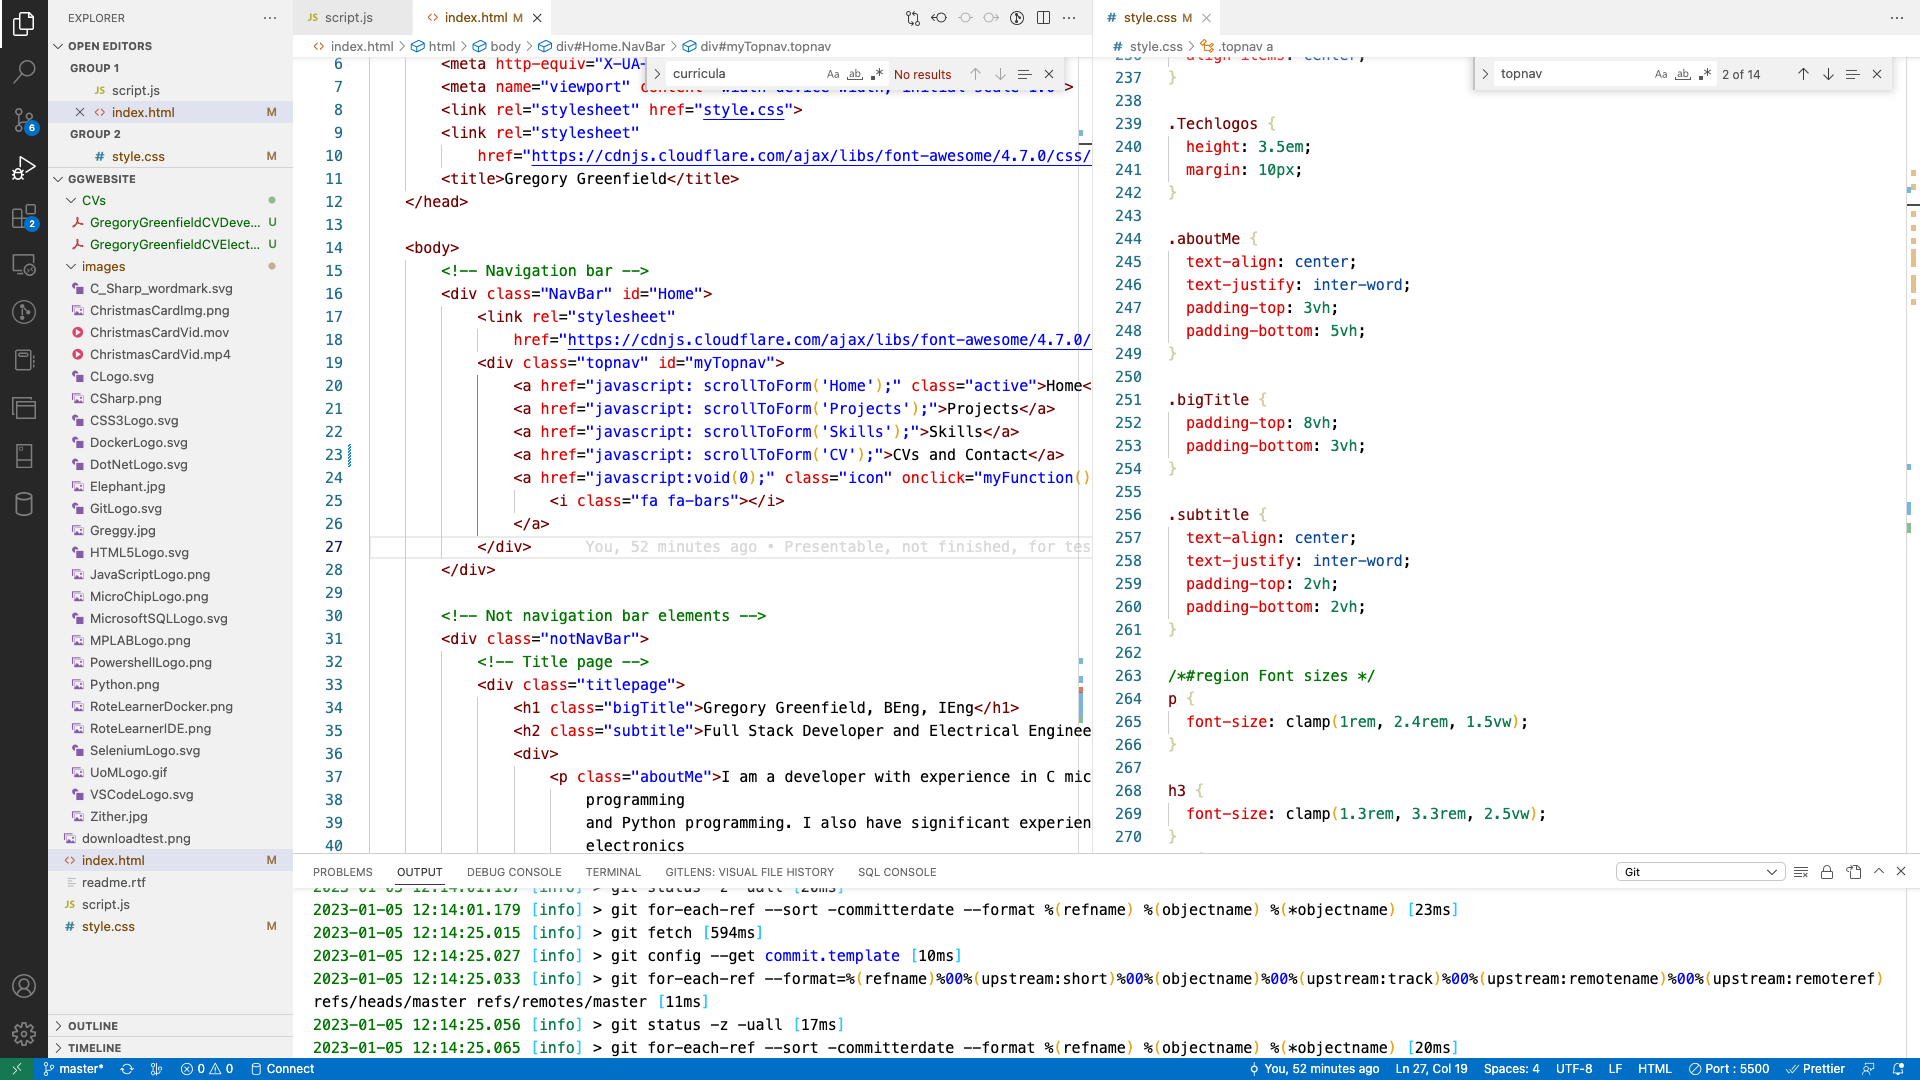 EXPLORER
OPEN EDITORS
GROUP 1
JS script.js
<> index.html M
GROUP 2
# style.css M
GGWEBSITE
CVs
GregoryGreenfieldCVDeve... U
GregoryGreenfieldCVElect... U
images
C_Sharp_wordmark.svg
ChristmasCardImg.png
ChristmasCardVid.mov
ChristmasCardVid.mp4
CLogo.svg
CSharp.png
CSS3Logo.svg
DockerLogo.svg
DotNetLogo.svg
Elephant.jpg
GitLogo.svg
Greggy.jpg
HTML5Logo.svg
JavaScriptLogo.png
MicroChipLogo.png
MicrosoftSQLLogo.svg
MPLABLogo.png
PowershellLogo.png
Python.png
RoteLearnerDocker.png
RoteLearnerIDE.png
SeleniumLogo.svg
UoMLogo.gif
VSCodeLogo.svg
Zither.jpg
downloadtest.png
<> index.html M
readme.rtf
JS script.js
# style.css M
OUTLINE
TIMELINE
6
2
JS script.js
<> index.html M
<> index.html > html > body > div#Home.NavBar > div#myTopnav.topnav
curricula Aa ab No results
6 <meta http-equiv="X-UA-
7 <meta name="viewport" content="width=device-width, initial-scale=1.0">
8 <link rel="stylesheet" href="style.css">
9 <link rel="stylesheet"
10 href="https://cdnjs.cloudflare.com/ajax/libs/font-awesome/4.7.0/css/
11 <title>Gregory Greenfield</title>
12 </head>
13
14 <body>
15 <!-- Navigation bar -->
16 <div class="NavBar" id="Home">
17 <link rel="stylesheet"
18 href="https://cdnjs.cloudflare.com/ajax/libs/font-awesome/4.7.0/
19 <div class="topnav" id="myTopnav">
20 <a href="javascript: scrollToForm('Home');" class="active">Home<
21 <a href="javascript: scrollToForm('Projects');">Projects</a>
22 <a href="javascript: scrollToForm('Skills');">Skills</a>
23 <a href="javascript: scrollToForm('CV');">CVs and Contact</a>
24 <a href="javascript:void(0);" class="icon" onclick="myFunction()
25 <i class="fa fa-bars"></i>
26 </a>
27 </div> You, 52 minutes ago • Presentable, not finished, for tes
28 </div>
29
30 <!-- Not navigation bar elements -->
31 <div class="notNavBar">
32 <!-- Title page -->
33 <div class="titlepage">
34 <h1 class="bigTitle">Gregory Greenfield, BEng, IEng</h1>
35 <h2 class="subtitle">Full Stack Developer and Electrical Enginee
36 <div>
37 <p class="aboutMe">I am a developer with experience in C mic
38 programming
39 and Python programming. I also have significant experien
40 electronics
# style.css M
# style.css > .topnav a
topnav Aa ab 2 of 14
236 align-items: center;
237 }
238
239 .Techlogos {
240 height: 3.5em;
241 margin: 10px;
242 }
243
244 .aboutMe {
245 text-align: center;
246 text-justify: inter-word;
247 padding-top: 3vh;
248 padding-bottom: 5vh;
249 }
250
251 .bigTitle {
252 padding-top: 8vh;
253 padding-bottom: 3vh;
254 }
255
256 .subtitle {
257 text-align: center;
258 text-justify: inter-word;
259 padding-top: 2vh;
260 padding-bottom: 2vh;
261 }
262
263 /*#region Font sizes */
264 p {
265 font-size: clamp(1rem, 2.4rem, 1.5vw);
266 }
267
268 h3 {
269 font-size: clamp(1.3rem, 3.3rem, 2.5vw);
270 }
PROBLEMS OUTPUT DEBUG CONSOLE TERMINAL GITLENS: VISUAL FILE HISTORY SQL CONSOLE Git
2023-01-05 12:14:01.167 [info] > git status -z -uall [20ms]
2023-01-05 12:14:01.179 [info] > git for-each-ref --sort -committerdate --format %(refname) %(objectname) %(*objectname) [23ms]
2023-01-05 12:14:25.015 [info] > git fetch [594ms]
2023-01-05 12:14:25.027 [info] > git config --get commit.template [10ms]
2023-01-05 12:14:25.033 [info] > git for-each-ref --format=%(refname)%00%(upstream:short)%00%(objectname)%00%(upstream:track)%00%(upstream:remotename)%00%(upstream:remoteref)
refs/heads/master refs/remotes/master [11ms]
2023-01-05 12:14:25.056 [info] > git status -z -uall [17ms]
2023-01-05 12:14:25.065 [info] > git for-each-ref --sort -committerdate --format %(refname) %(objectname) %(*objectname) [20ms]
master* 0 0 Connect You, 52 minutes ago Ln 27, Col 19 Spaces: 4 UTF-8 LF HTML Port : 5500 Prettier